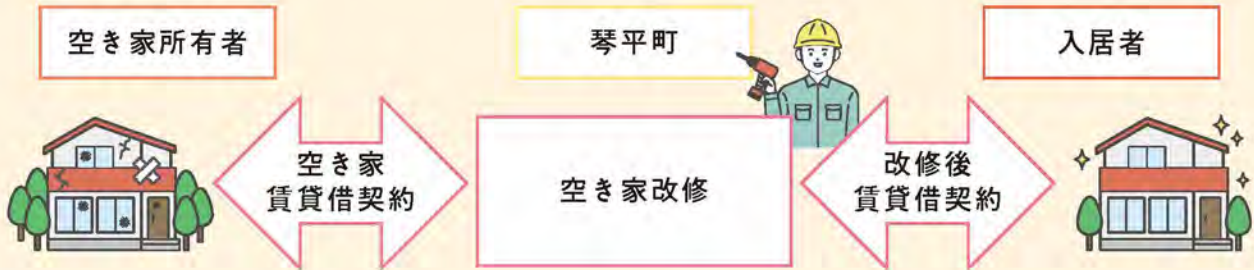 空き家所有者
琴平町
入居者
空き家
賃貸借契約
空き家改修
改修後
賃貸借契約